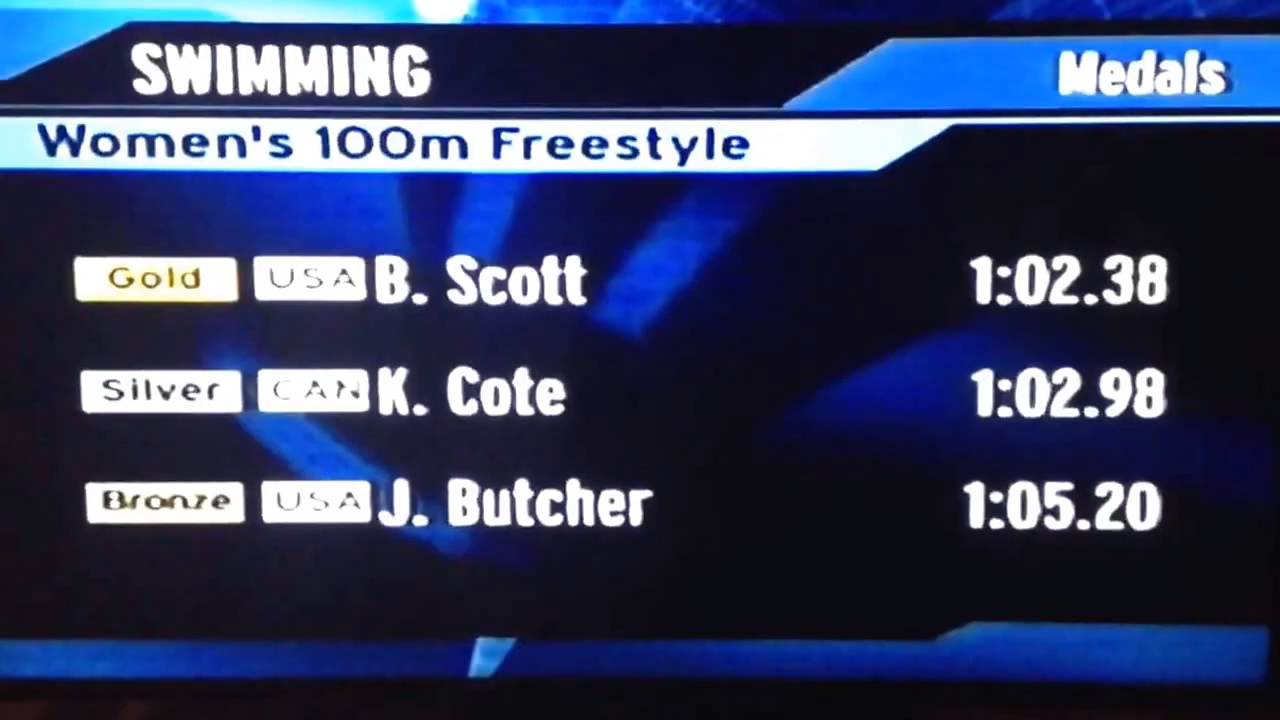 SWIMMING Medals
Women's 100m Freestyle
Gold USA B. Scott 1:02.38
Silver CAN K. Cote 1:02.98
Bronze USA J. Butcher 1:05.20